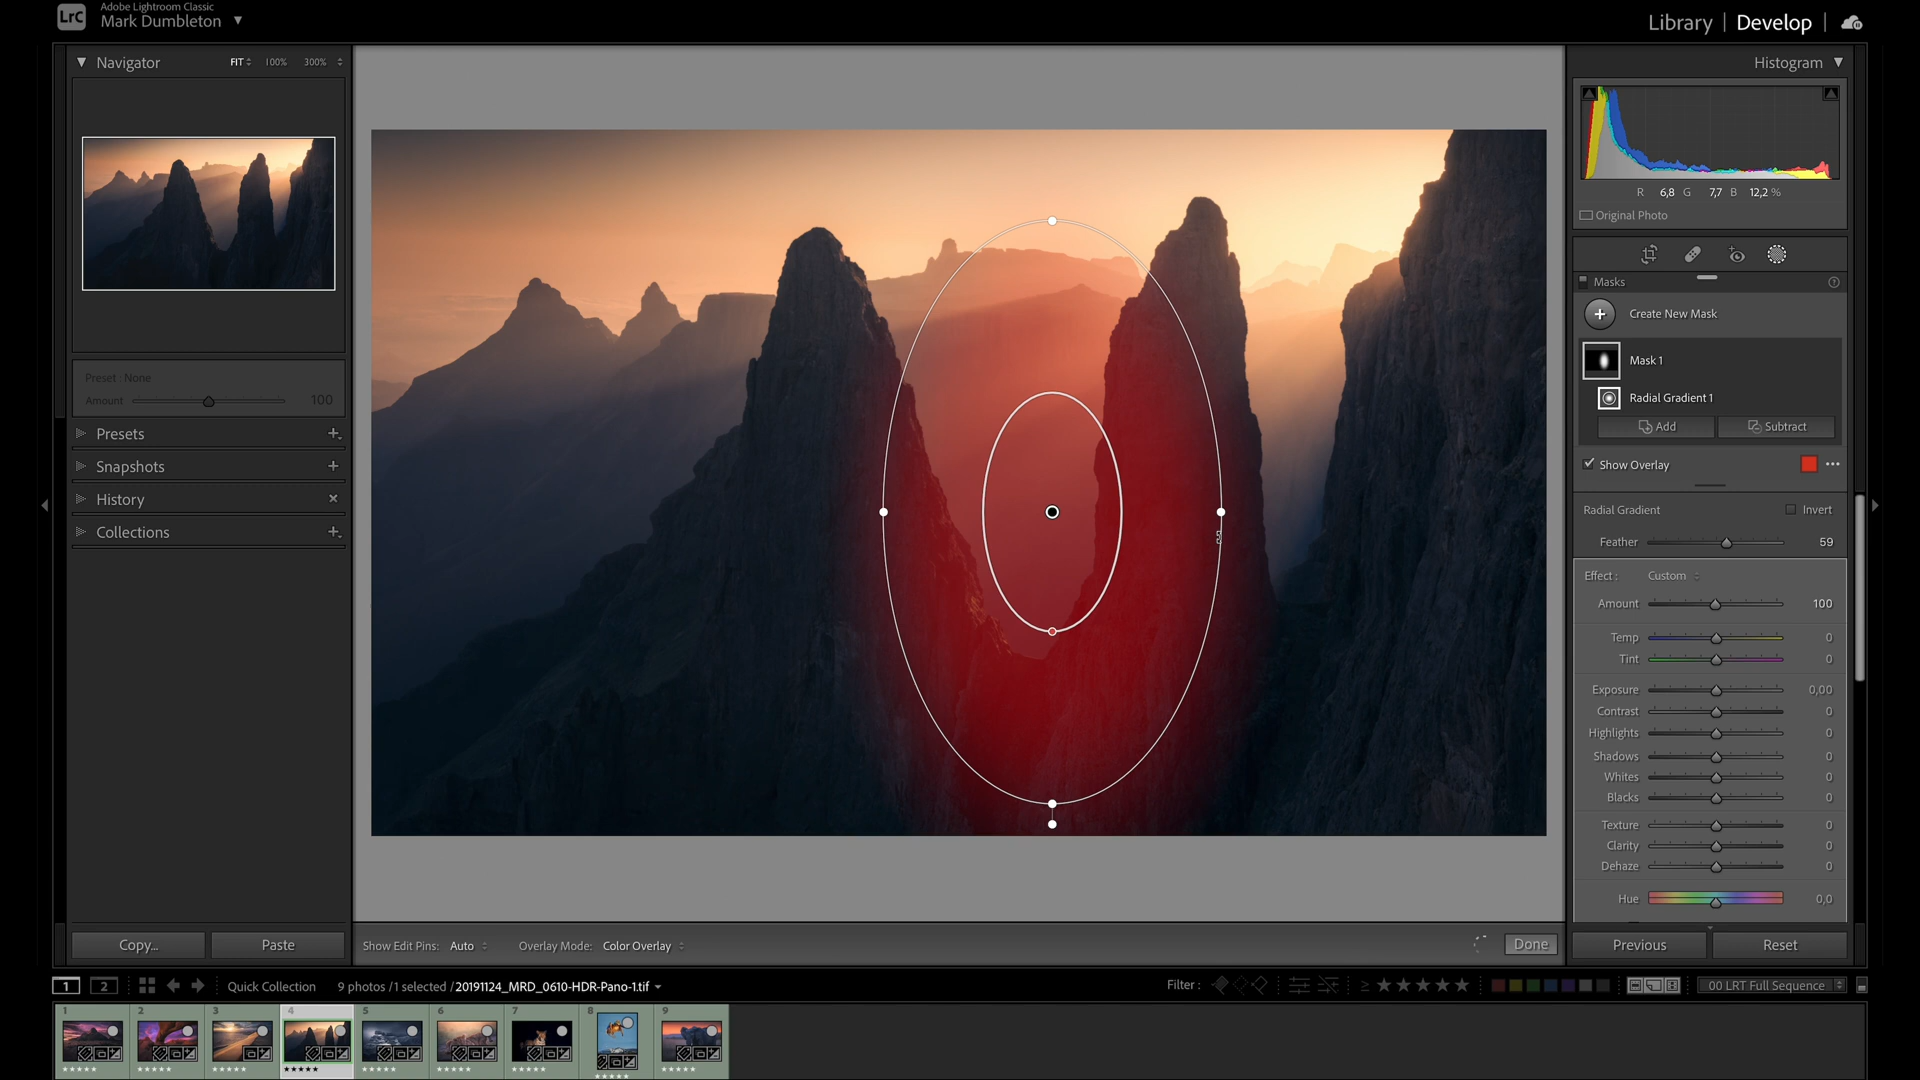 LrC
Adobe Lightroom Classic
Mark Dumbleton
Library | Develop
Navigator FIT 100% 300%
Preset : None
Amount 100
Presets
Snapshots
History
Collections
Copy... Paste
Show Edit Pins: Auto Overlay Mode: Color Overlay Done
Histogram
R 6,8 G 7,7 B 12,2 %
Original Photo
Masks
Create New Mask
Mask 1
Radial Gradient 1
Add Subtract
Show Overlay
Radial Gradient Invert
Feather 59
Effect : Custom
Amount 100
Temp 0
Tint 0
Exposure 0,00
Contrast 0
Highlights 0
Shadows 0
Whites 0
Blacks 0
Texture 0
Clarity 0
Dehaze 0
Hue 0,0
Previous Reset
1 2 Quick Collection 9 photos /1 selected /20191124_MRD_0610-HDR-Pano-1.tif Filter : ≥ ★★★★★ 00 LRT Full Sequence
1 2 3 4 5 6 7 8 9